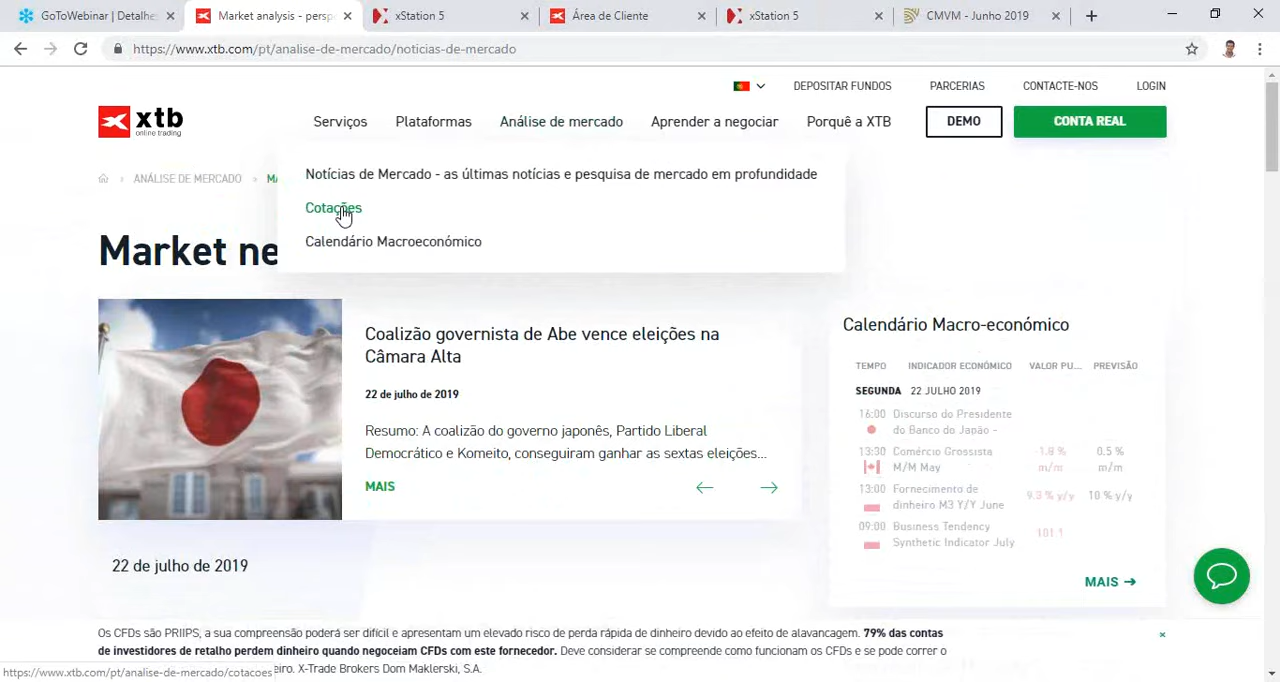 GoToWebinar | Detalhe
Market analysis - persp
xStation 5
Área de Cliente
xStation 5
CMVM - Junho 2019
https://www.xtb.com/pt/analise-de-mercado/noticias-de-mercado
DEPOSITAR FUNDOS
PARCERIAS
CONTACTE-NOS
LOGIN
xtb
online trading
Serviços
Plataformas
Análise de mercado
Aprender a negociar
Porquê a XTB
DEMO
CONTA REAL
ANÁLISE DE MERCADO
Notícias de Mercado - as últimas notícias e pesquisa de mercado em profundidade
Cotações
Calendário Macroeconómico
Market ne
Coalizão governista de Abe vence eleições na
Câmara Alta
22 de julho de 2019
Resumo: A coalizão do governo japonês, Partido Liberal
Democrático e Komeito, conseguiram ganhar as sextas eleições...
MAIS
Calendário Macro-económico
TEMPO
INDICADOR ECONÓMICO
VALOR PU...
PREVISÃO
SEGUNDA 22 JULHO 2019
16:00 Discurso do Presidente
do Banco do Japão -
13:30 Comércio Grossista -1.8 % 0.5 %
M/M May m/m m/m
13:00 Fornecimento de
dinheiro M3 Y/Y June 9.3 % y/y 10 % y/y
09:00 Business Tendency
Synthetic Indicator July 101.1
MAIS
22 de julho de 2019
Os CFDs são PRIIPS, a sua compreensão poderá ser difícil e apresentam um elevado risco de perda rápida de dinheiro devido ao efeito de alavancagem. 79% das contas
de investidores de retalho perdem dinheiro quando negoceiam CFDs com este fornecedor. Deve considerar se compreende como funcionam os CFDs e se pode correr o
https://www.xtb.com/pt/analise-de-mercado/cotacoes
eiro. X-Trade Brokers Dom Maklerski, S.A.